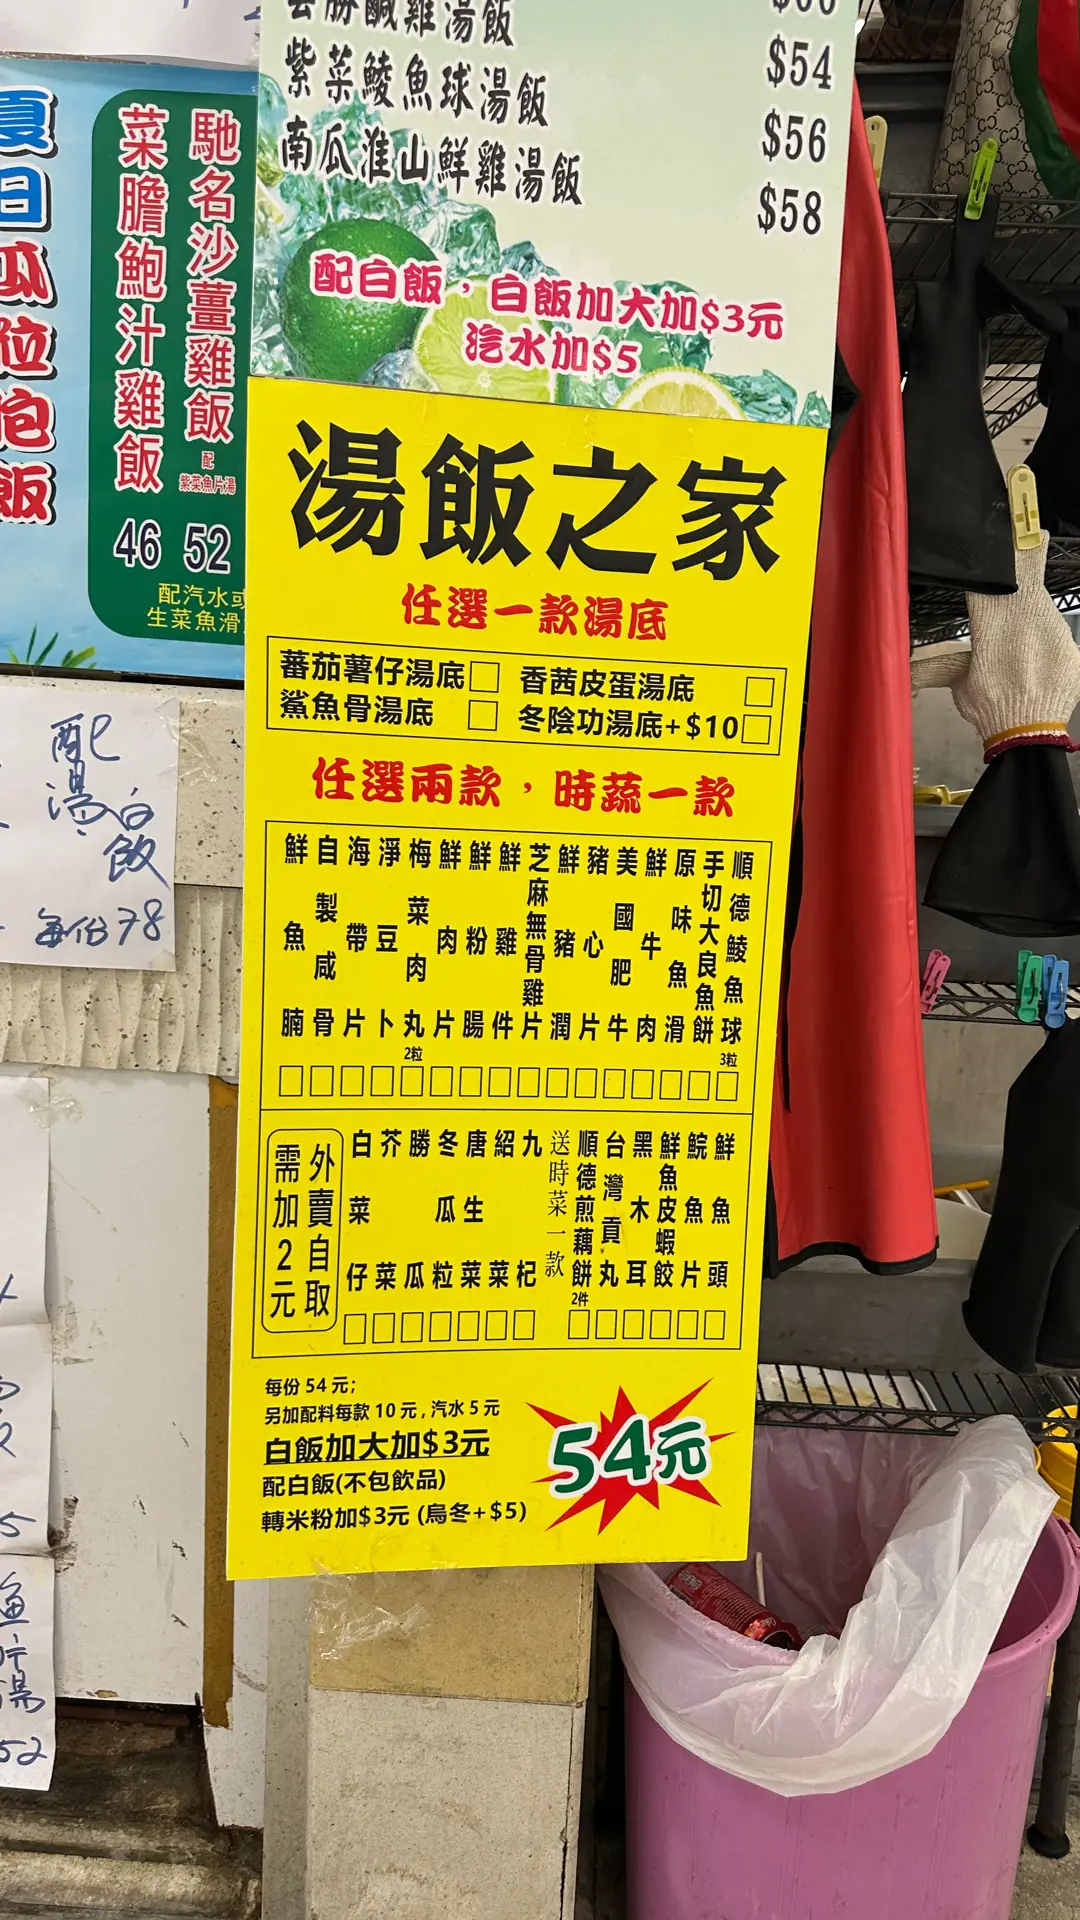 雞湯飯
紫菜鯪魚球湯飯
$54
南瓜淮山鮮雞湯飯
$56
$58
配白飯，白飯加大加$3元
汽水加$5
夏日瓜位飽飯
馳名沙薑雞飯
配
紫菜魚片湯
52
菜膽鮑汁雞飯
46
配汽水或
生菜魚滑
配
湯
白飯
每份78
湯飯之家
任選一款湯底
蕃茄薯仔湯底
香茜皮蛋湯底
鯊魚骨湯底
冬陰功湯底+$10
任選兩款，時蔬一款
順德鯪魚球
3粒
手切大良魚餅
原味魚滑
鮮牛肉
美國肥牛
豬心片
鮮豬潤
芝麻無骨雞片
鮮雞件
鮮粉腸
鮮肉片
梅菜肉丸
2粒
淨豆卜
海帶片
自製咸骨
鮮魚腩
鮮魚頭
鯇魚片
鮮魚皮蝦餃
黑木耳
台灣貢丸
順德煎藕餅
2件
送時菜一款
九杞
紹菜
唐生菜
冬瓜粒
勝瓜
芥菜
白菜仔
外賣自取
需加2元
每份 54 元；
另加配料每款 10 元，汽水 5 元
白飯加大加$3元
配白飯(不包飲品)
轉米粉加$3元 (烏冬+$5)
54元
52